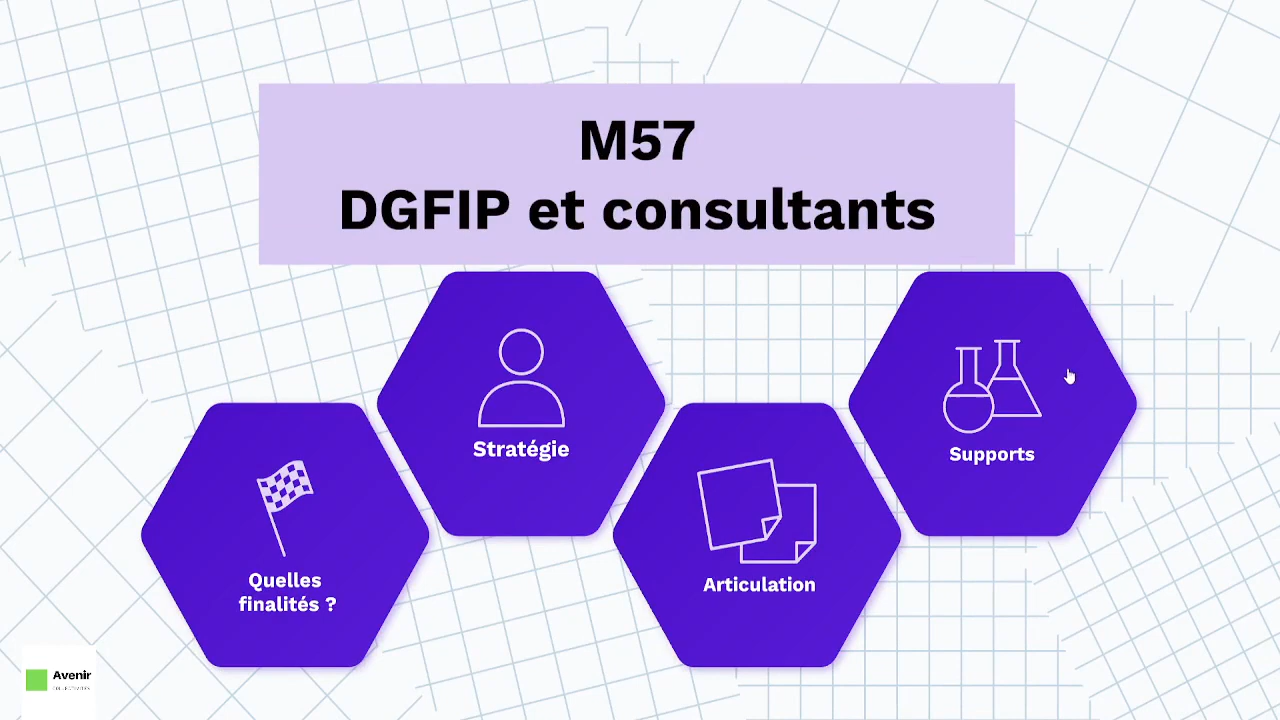 M57
DGFIP et consultants
Stratégie
Supports
Quelles
finalités ?
Articulation
Avenir